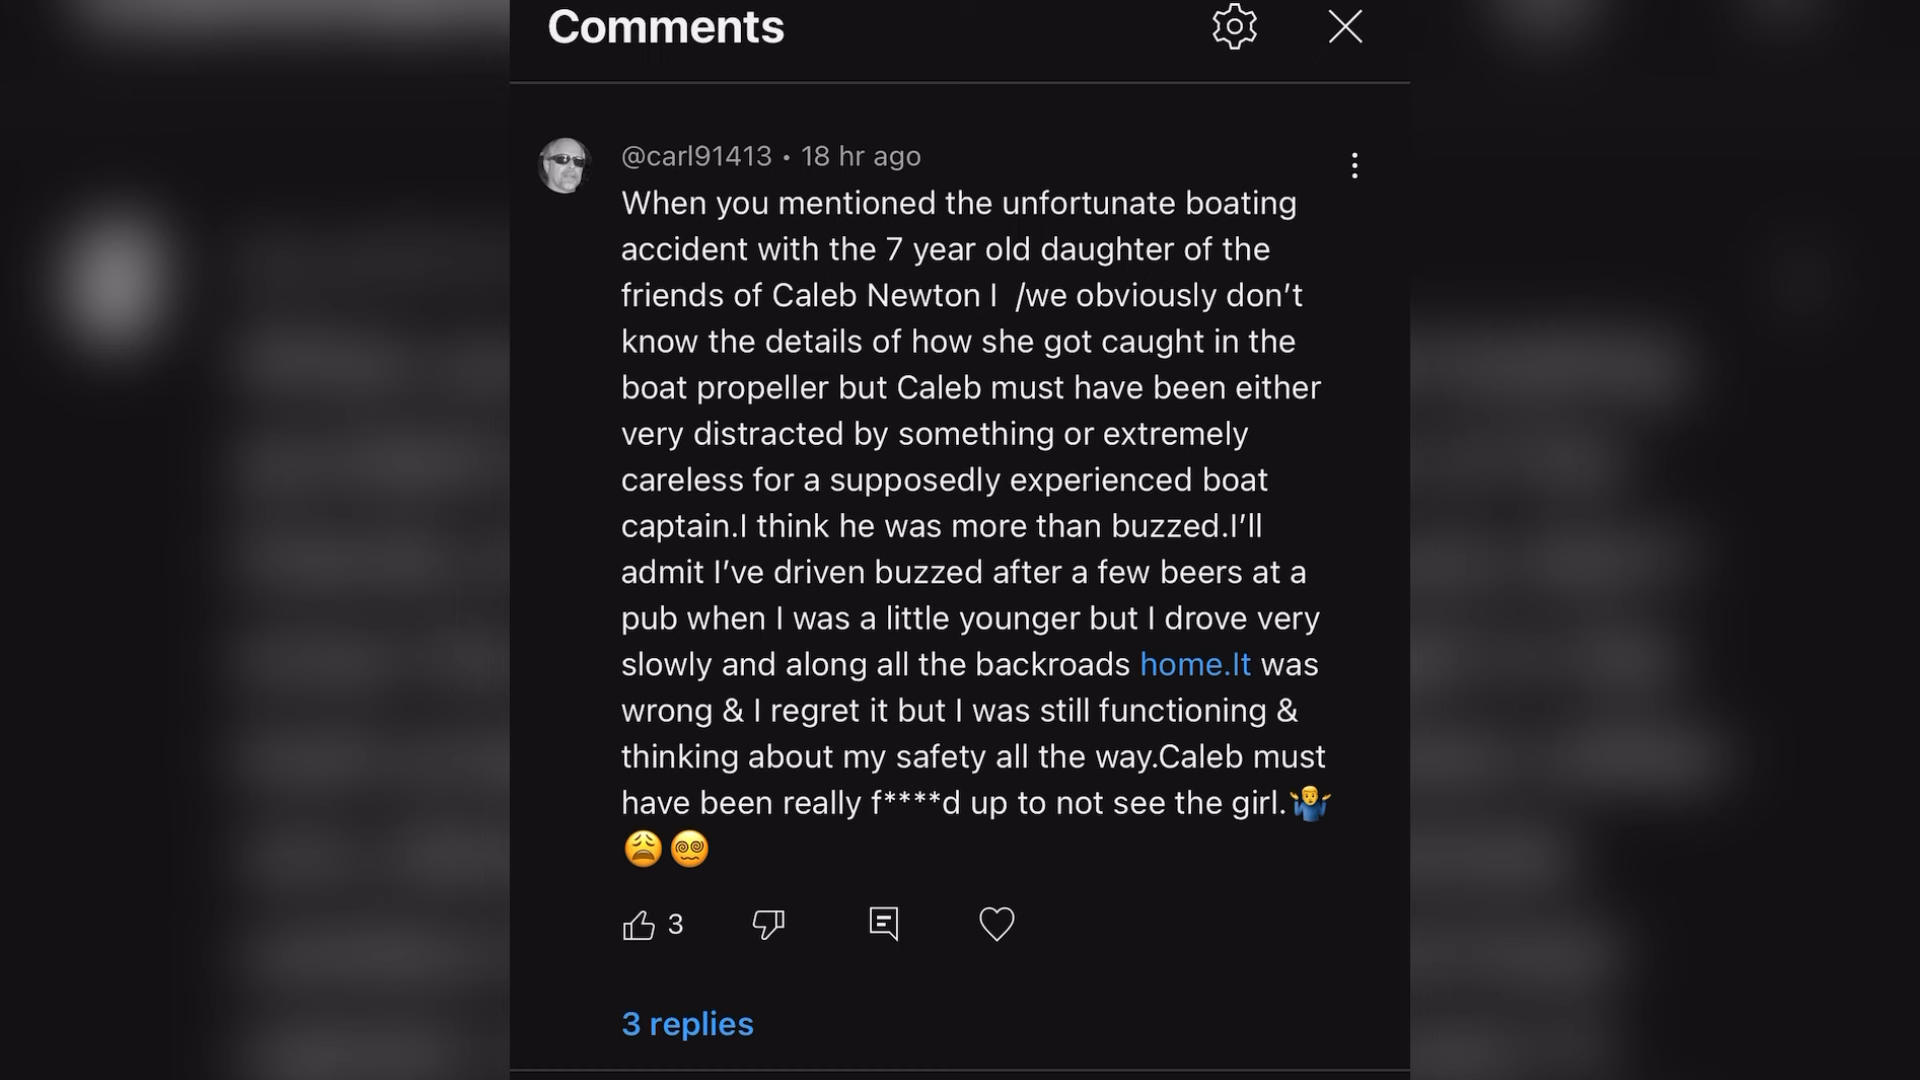 Comments
@carl91413 • 18 hr ago
When you mentioned the unfortunate boating
accident with the 7 year old daughter of the
friends of Caleb Newton I  /we obviously don’t
know the details of how she got caught in the
boat propeller but Caleb must have been either
very distracted by something or extremely
careless for a supposedly experienced boat
captain.I think he was more than buzzed.I’ll
admit I’ve driven buzzed after a few beers at a
pub when I was a little younger but I drove very
slowly and along all the backroads home.It was
wrong & I regret it but I was still functioning &
thinking about my safety all the way.Caleb must
have been really f****d up to not see the girl.🤷‍♂️
😩😵‍💫
3
3 replies